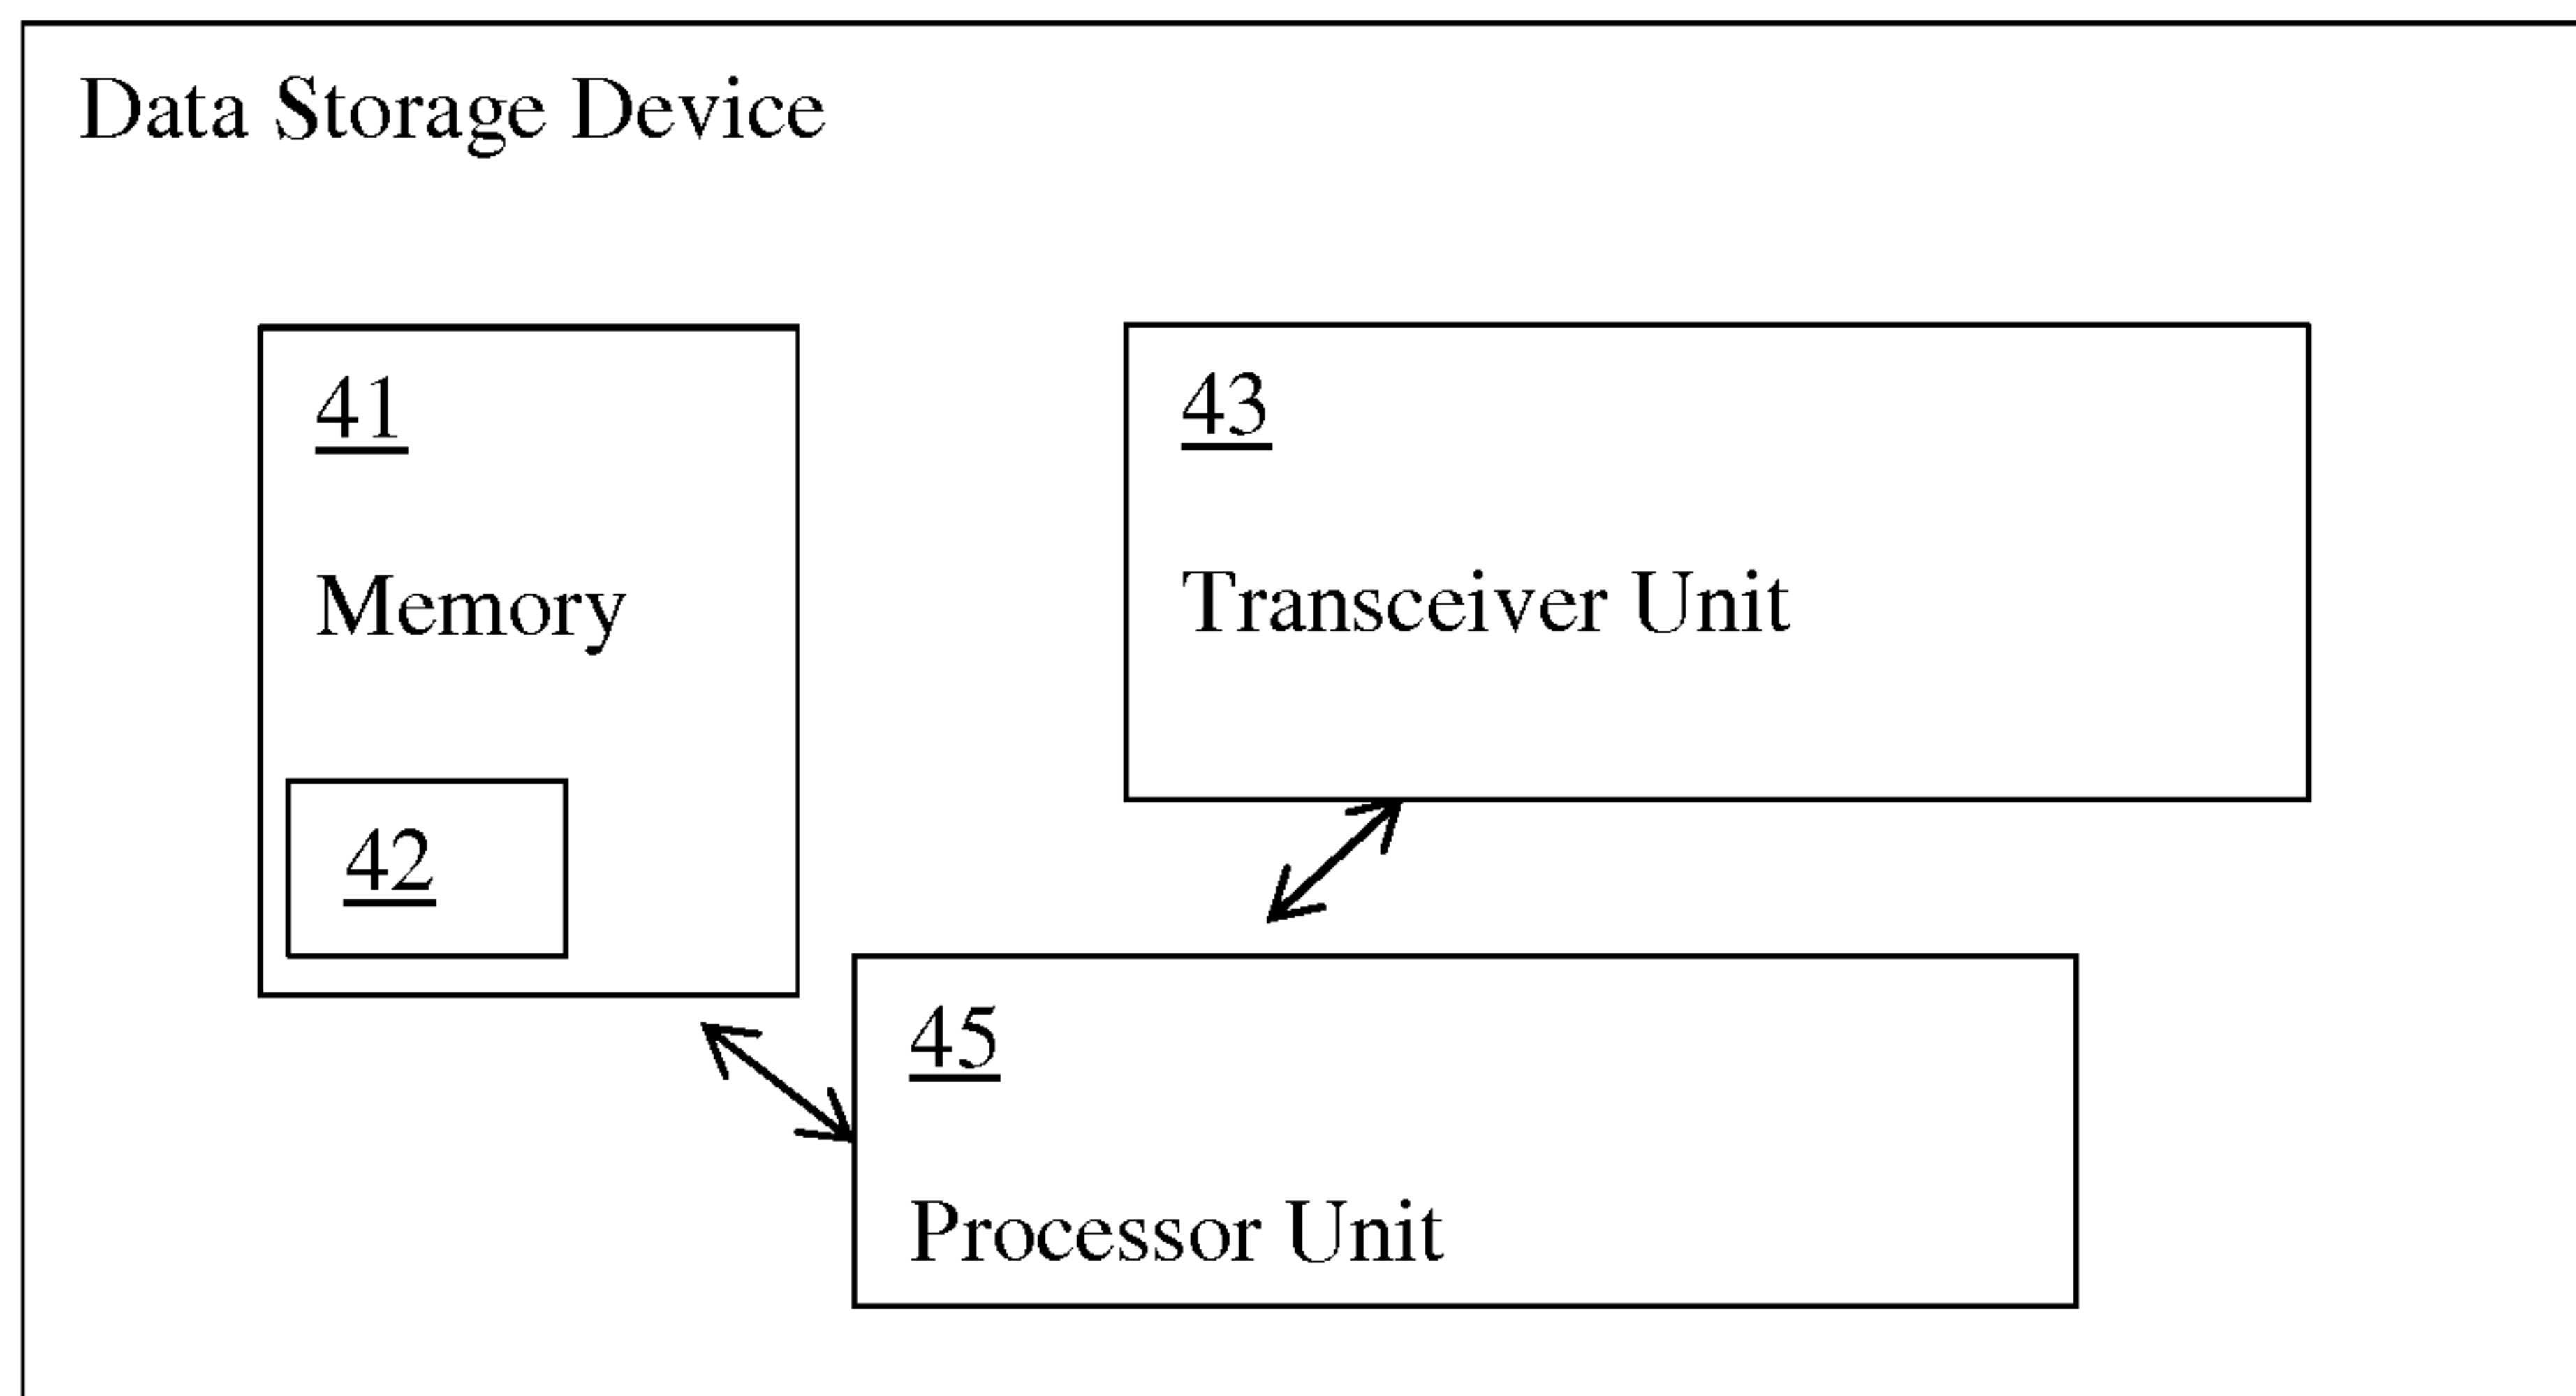 Data Storage Device
41
Memory
42
43
Transceiver Unit
45
Processor Unit